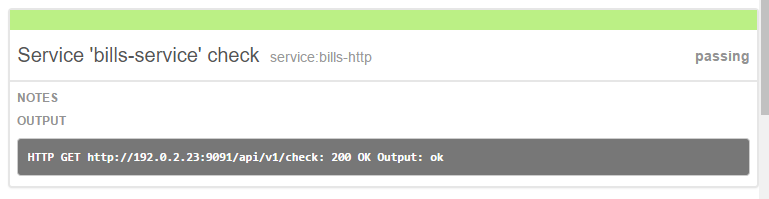 Service 'bills-service' check service:bills-http passing
NOTES
OUTPUT
HTTP GET http://192.0.2.23:9091/api/v1/check: 200 OK Output: ok